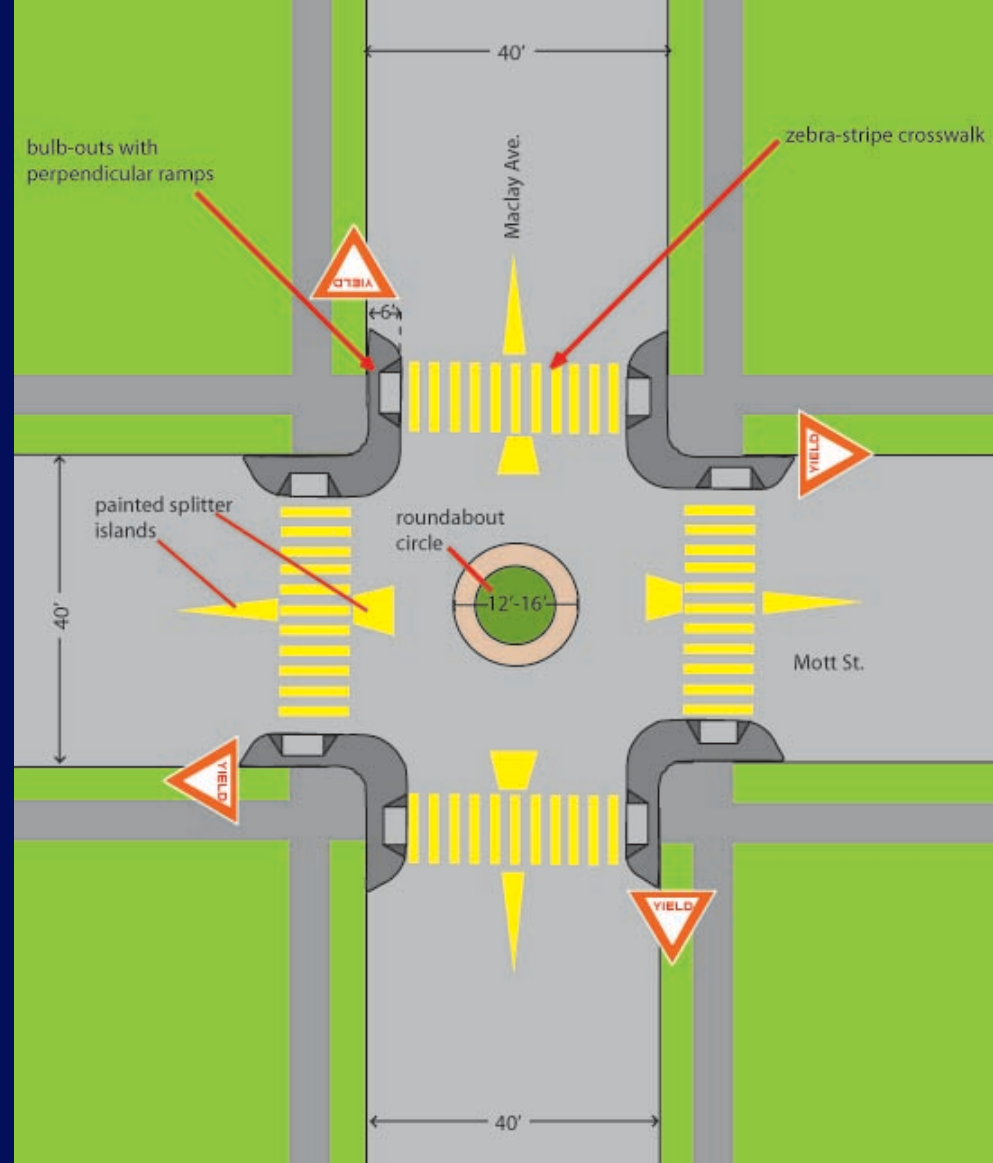 40'
bulb-outs with
perpendicular ramps
zebra-stripe crosswalk
Maclay Ave.
YIELD
6'
YIELD
painted splitter
islands
roundabout
circle
40'
12'-16'
Mott St.
YIELD
YIELD
40'